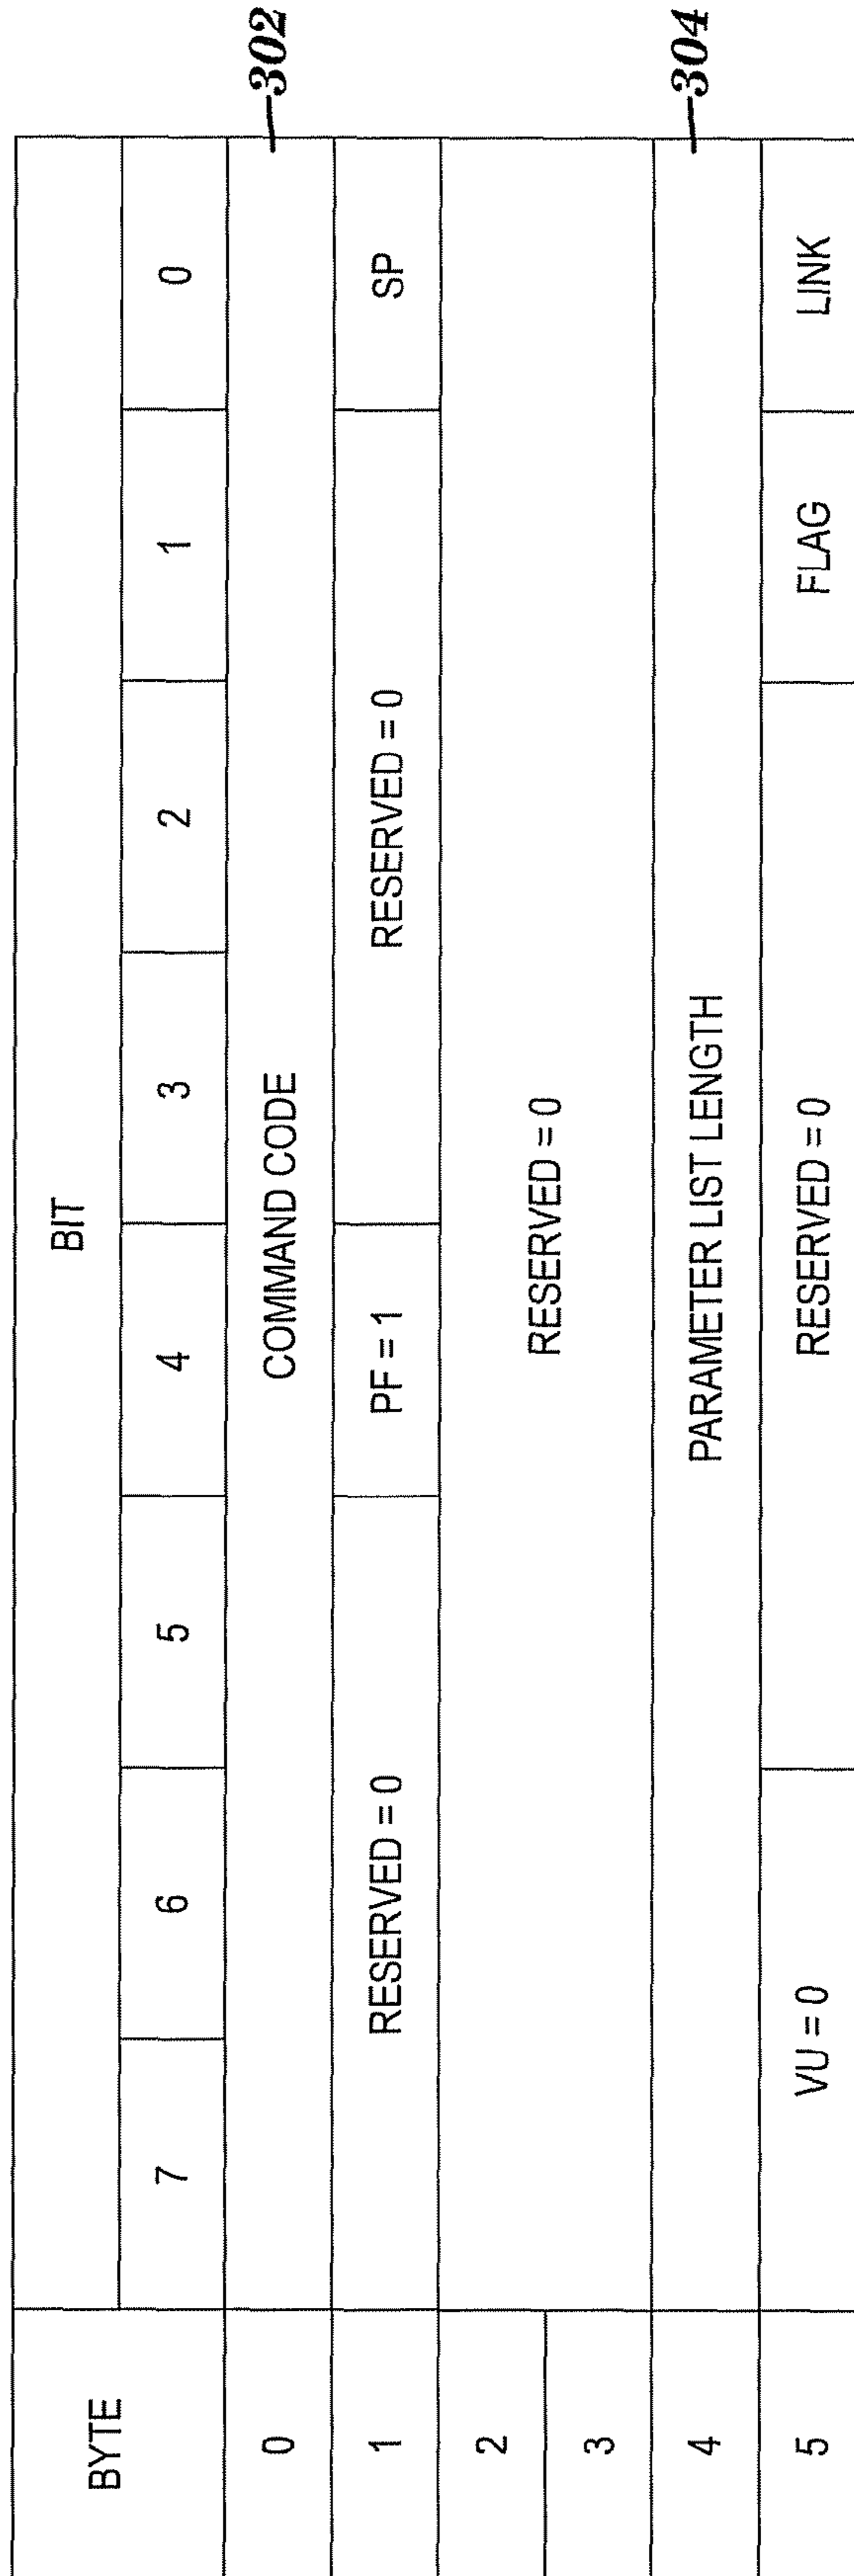 BYTE BIT
7 6 5 4 3 2 1 0
0 COMMAND CODE 302
1 RESERVED = 0 PF = 1 RESERVED = 0 SP
2 RESERVED = 0
3
4 PARAMETER LIST LENGTH 304
5 VU = 0 RESERVED = 0 FLAG LINK